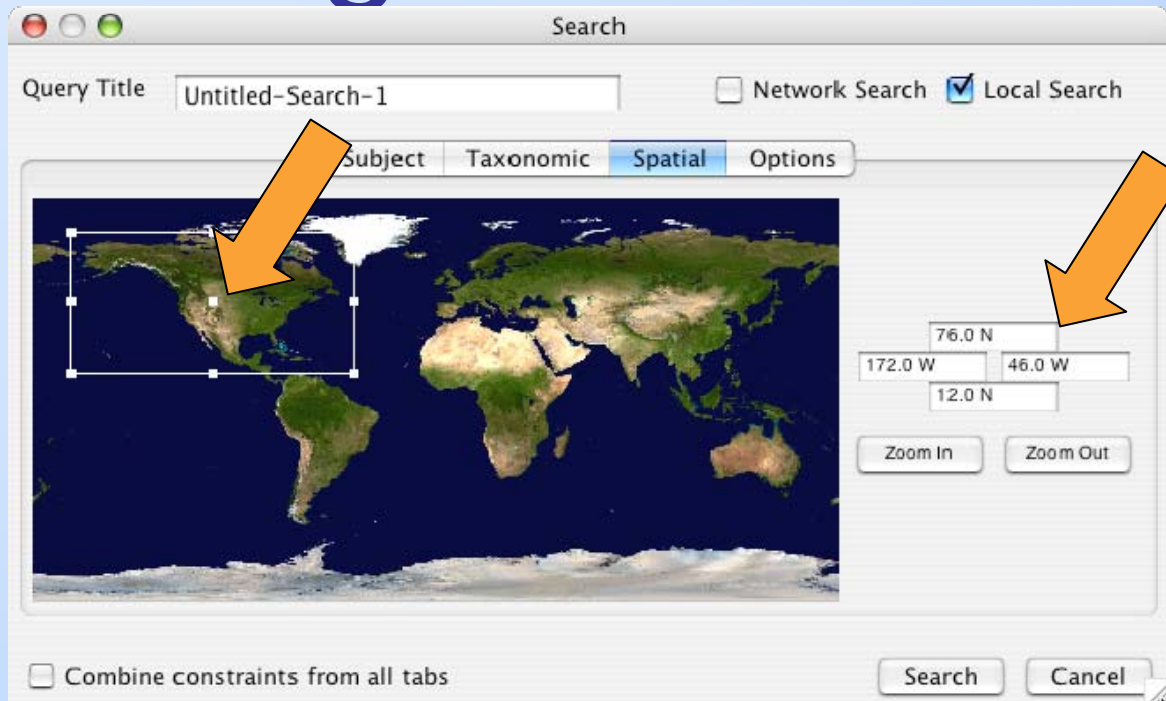 Search
Query Title Untitled-Search-1 Network Search Local Search
Subject Taxonomic Spatial Options
76.0 N
172.0 W 46.0 W
12.0 N
Zoom In Zoom Out
Combine constraints from all tabs Search Cancel